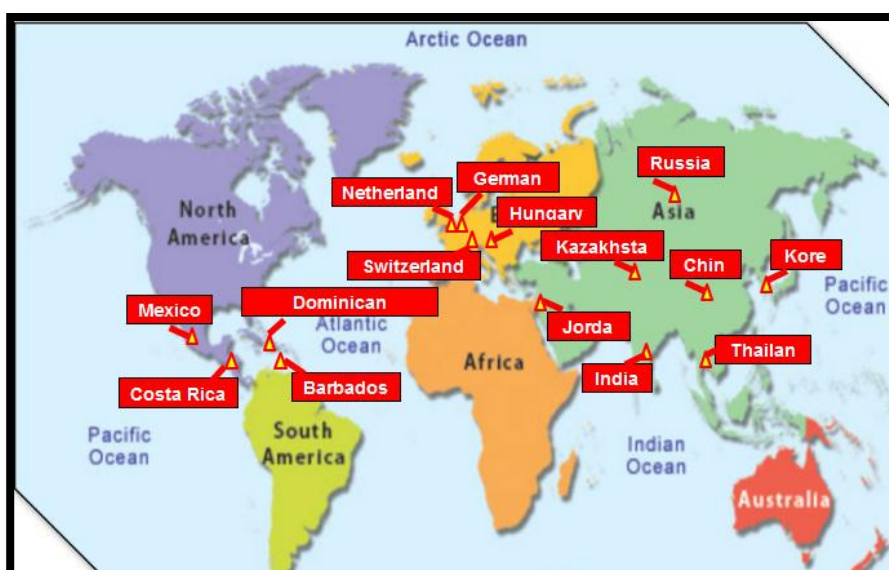 Arctic Ocean
Russia
German
Netherland
North
America
Hungary
Asia
E
Kazakhsta
Switzerland
Chin
Kore
Pacific
Ocean
Mexico
Dominican
Atlantic
Ocean
Jorda
Africa
Thailan
India
Costa Rica
Barbados
Pacific
Ocean
South
America
Indian
Ocean
Australia